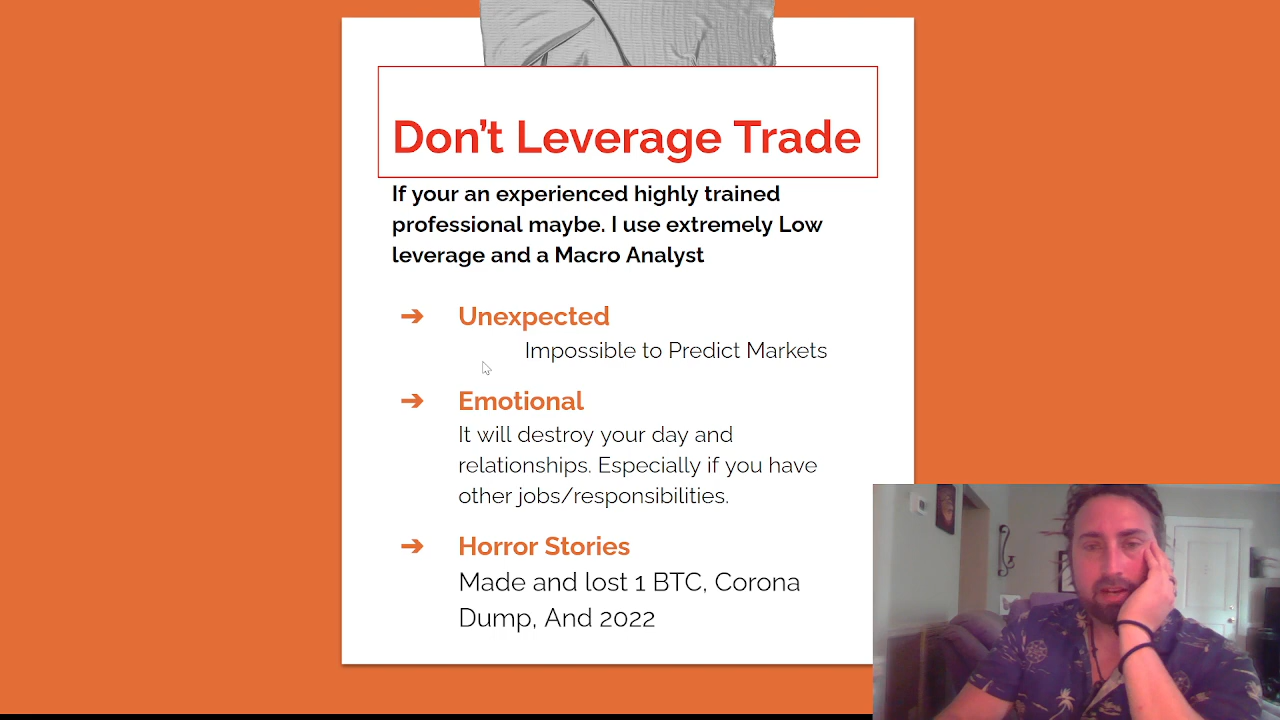 Don't Leverage Trade
If your an experienced highly trained
professional maybe. I use extremely Low
leverage and a Macro Analyst
➔ Unexpected
Impossible to Predict Markets
➔ Emotional
It will destroy your day and
relationships. Especially if you have
other jobs/responsibilities.
➔ Horror Stories
Made and lost 1 BTC, Corona
Dump, And 2022